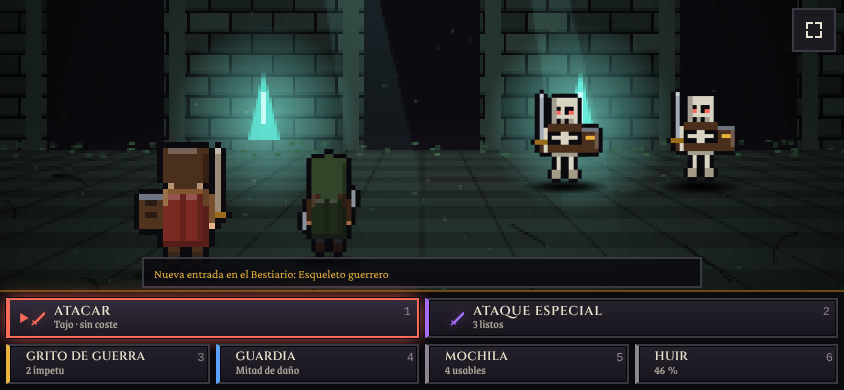 Nueva entrada en el Bestiario: Esqueleto guerrero
ATACAR 1
Tajo · sin coste
ATAQUE ESPECIAL 2
3 listos
GRITO DE GUERRA 3
2 ímpetu
GUARDIA 4
Mitad de daño
MOCHILA 5
4 usables
HUIR 6
46 %